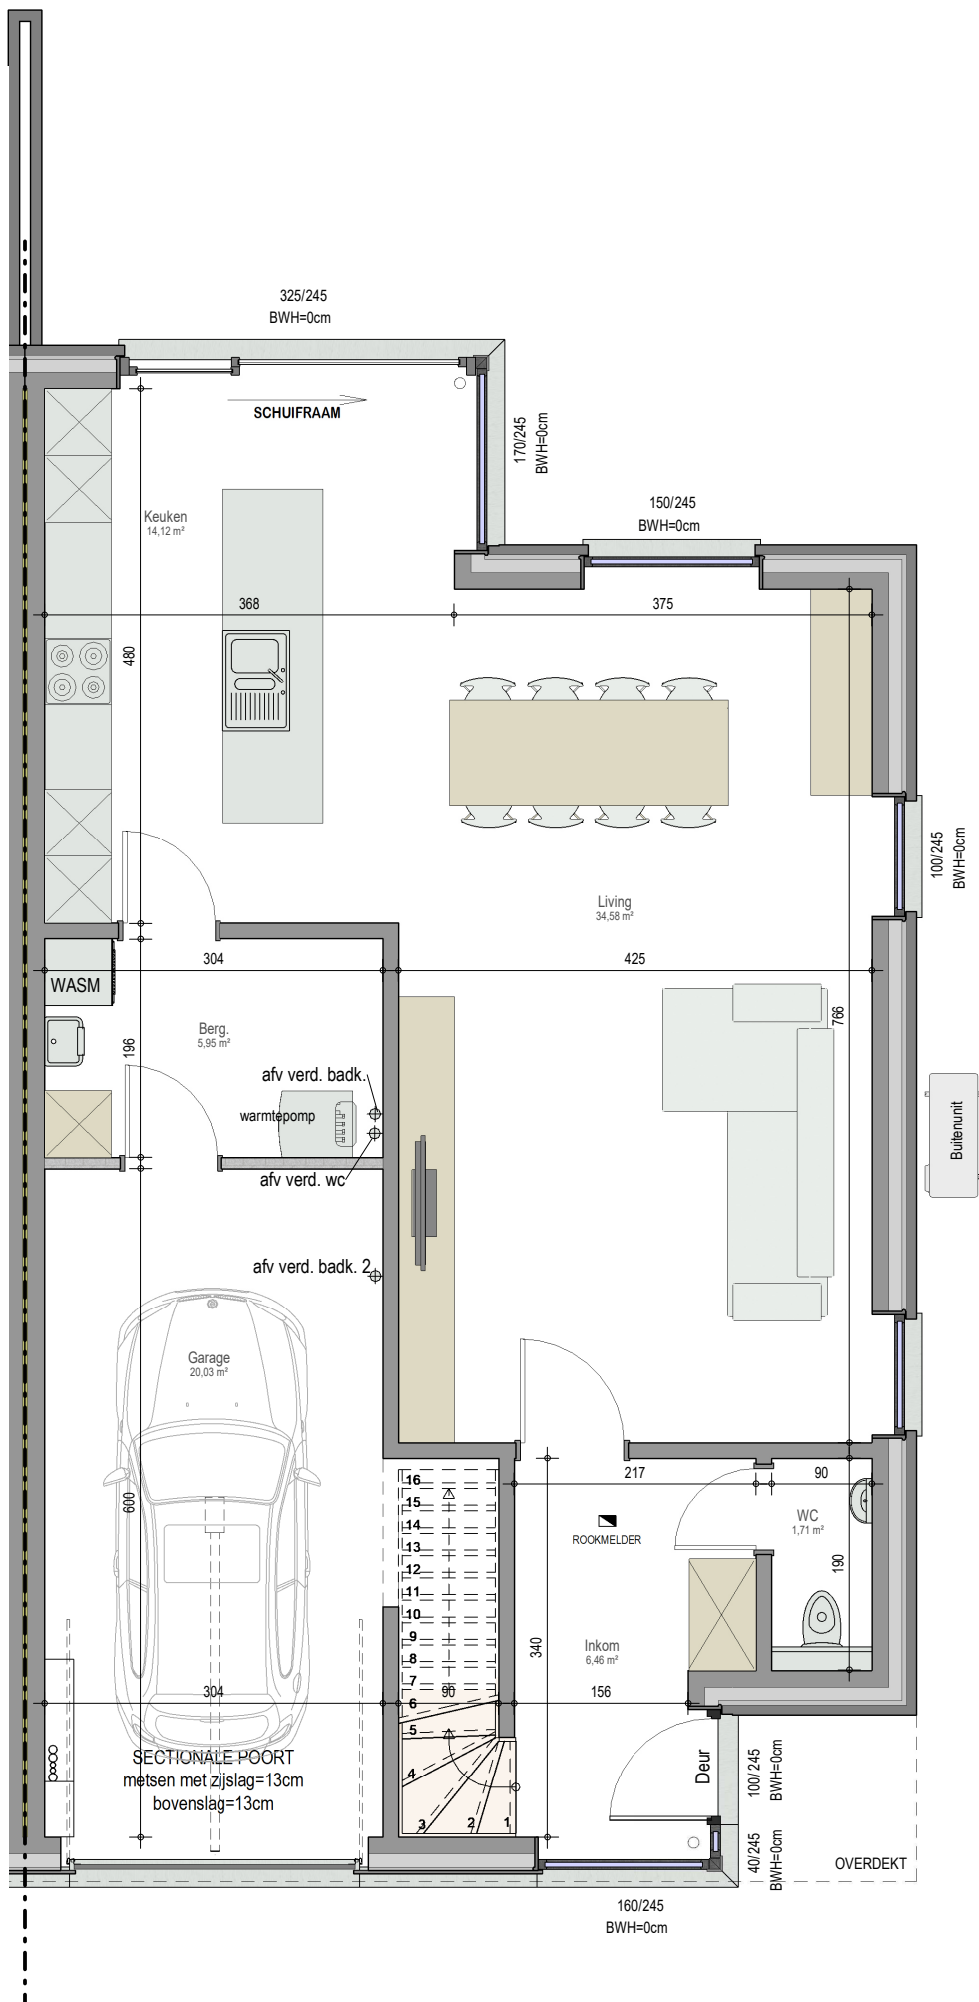 325/245
BWH=0cm
SCHUIFRAAM
170/245
BWH=0cm
150/245
BWH=0cm
Keuken
14,12 m²
368
375
480
100/245
BWH=0cm
Living
34,58 m²
304
425
WASM
766
Berg.
5,95 m²
196
afv verd. badk.
warmtepomp
Buitenunit
afv verd. wc
afv verd. badk. 2
Garage
20,03 m²
600
16
15
14
13
12
11
10
9
8
7
6
5
4
3
2
1
217
90
WC
1,71 m²
ROOKMELDER
190
340
Inkom
6,46 m²
304
90
156
SECTIONALE POORT
metsen met zijslag=13cm
bovenslag=13cm
Deur
100/245
BWH=0cm
40/245
BWH=0cm
OVERDEKT
160/245
BWH=0cm